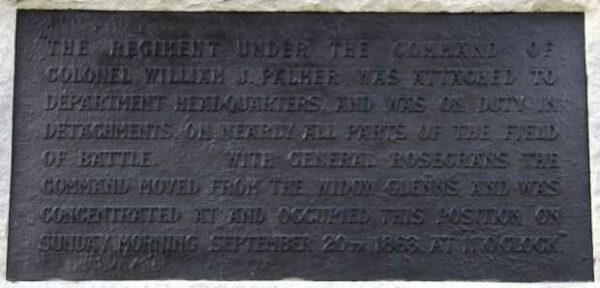 "THE REGIMENT UNDER THE COMMAND OF
COLONEL WILLIAM J. PALMER WAS ATTACHED TO
DEPARTMENT HEADQUARTERS, AND WAS ON DUTY IN
DETACHMENTS, ON NEARLY ALL PARTS OF THE FIELD
OF BATTLE. WITH GENERAL ROSECRANS THE
COMMAND MOVED FROM THE WIDOW GLENN'S, AND WAS
CONCENTRATED AT AND OCCUPIED THIS POSITION ON
SUNDAY MORNING, SEPTEMBER 20TH 1863, AT 11, O'CLOCK."